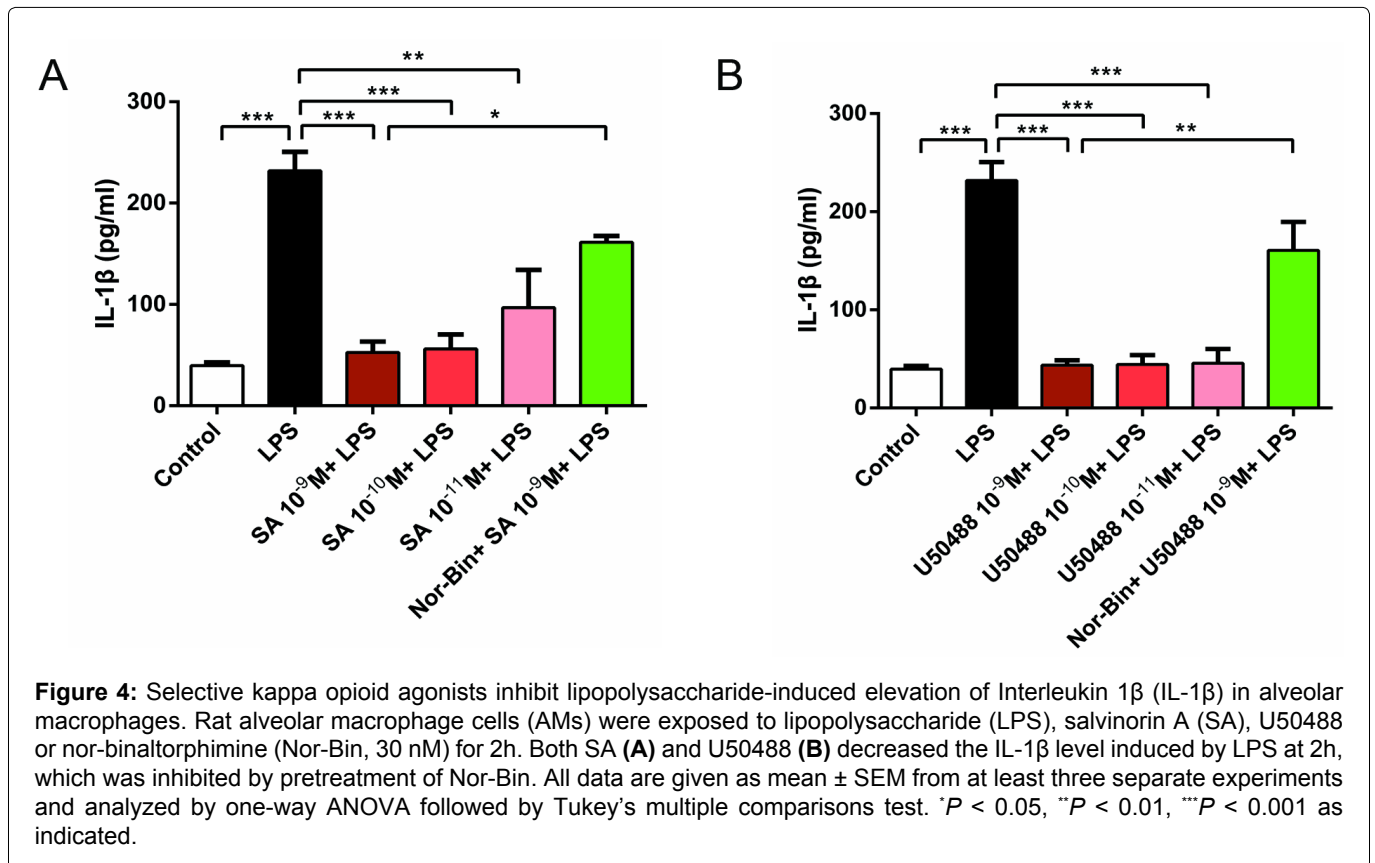 A
IL-1β (pg/ml)
300
200
100
0
***
***
***
**
*
Control
LPS
SA 10⁻⁹M+ LPS
SA 10⁻¹⁰M+ LPS
SA 10⁻¹¹M+ LPS
Nor-Bin+ SA 10⁻⁹M+ LPS
B
IL-1β (pg/ml)
300
200
100
0
***
***
***
***
**
Control
LPS
U50488 10⁻⁹M+ LPS
U50488 10⁻¹⁰M+ LPS
U50488 10⁻¹¹M+ LPS
Nor-Bin+ U50488 10⁻⁹M+ LPS
Figure 4: Selective kappa opioid agonists inhibit lipopolysaccharide-induced elevation of Interleukin 1β (IL-1β) in alveolar
macrophages. Rat alveolar macrophage cells (AMs) were exposed to lipopolysaccharide (LPS), salvinorin A (SA), U50488
or nor-binaltorphimine (Nor-Bin, 30 nM) for 2h. Both SA (A) and U50488 (B) decreased the IL-1β level induced by LPS at 2h,
which was inhibited by pretreatment of Nor-Bin. All data are given as mean ± SEM from at least three separate experiments
and analyzed by one-way ANOVA followed by Tukey's multiple comparisons test. *P < 0.05, **P < 0.01, ***P < 0.001 as
indicated.